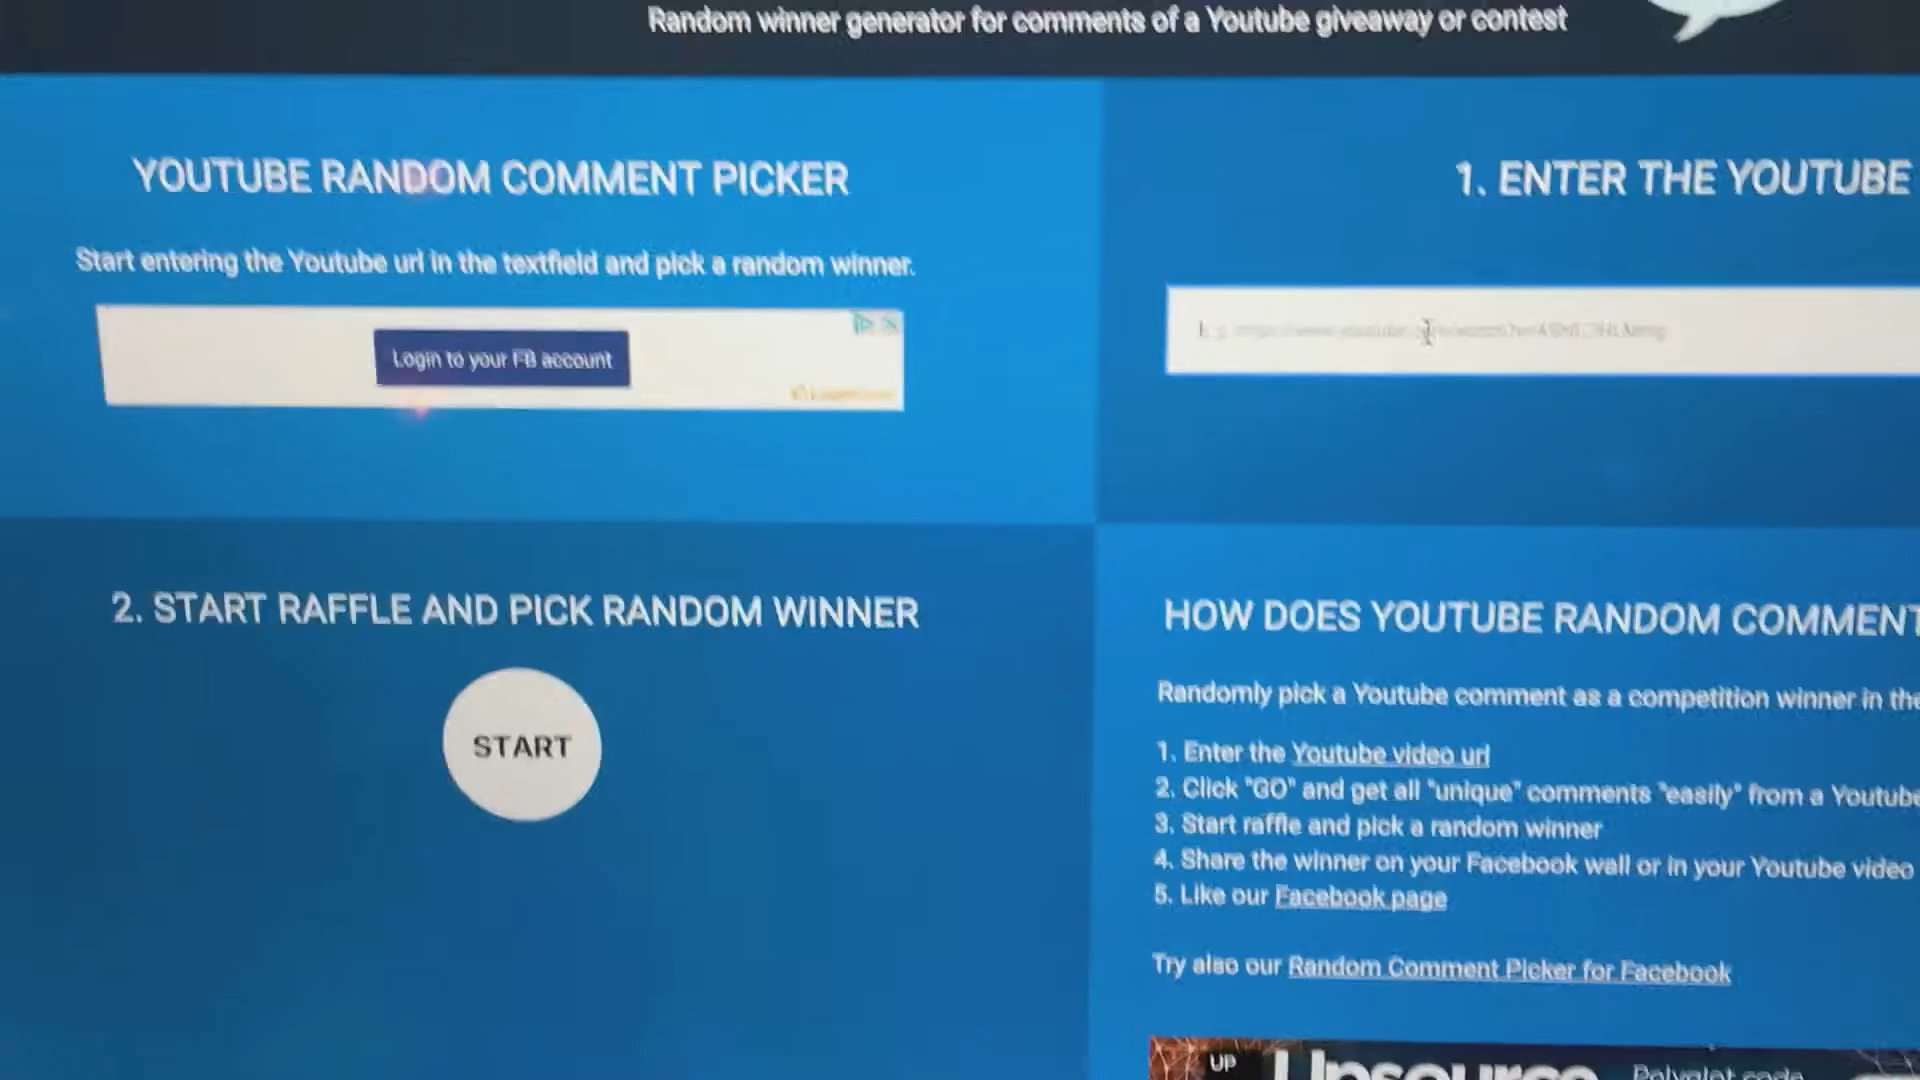 Random winner generator for comments of a Youtube giveaway or contest
YOUTUBE RANDOM COMMENT PICKER
Start entering the Youtube url in the textfield and pick a random winner.
Login to your FB account
1. ENTER THE YOUTUBE
2. START RAFFLE AND PICK RANDOM WINNER
START
HOW DOES YOUTUBE RANDOM COMMENT
Randomly pick a Youtube comment as a competition winner in the
1. Enter the Youtube video url
2. Click "GO" and get all "unique" comments "easily" from a Youtube
3. Start raffle and pick a random winner
4. Share the winner on your Facebook wall or in your Youtube video
5. Like our Facebook page
Try also our Random Comment Picker for Facebook
UP
Upsource
Polyglot code